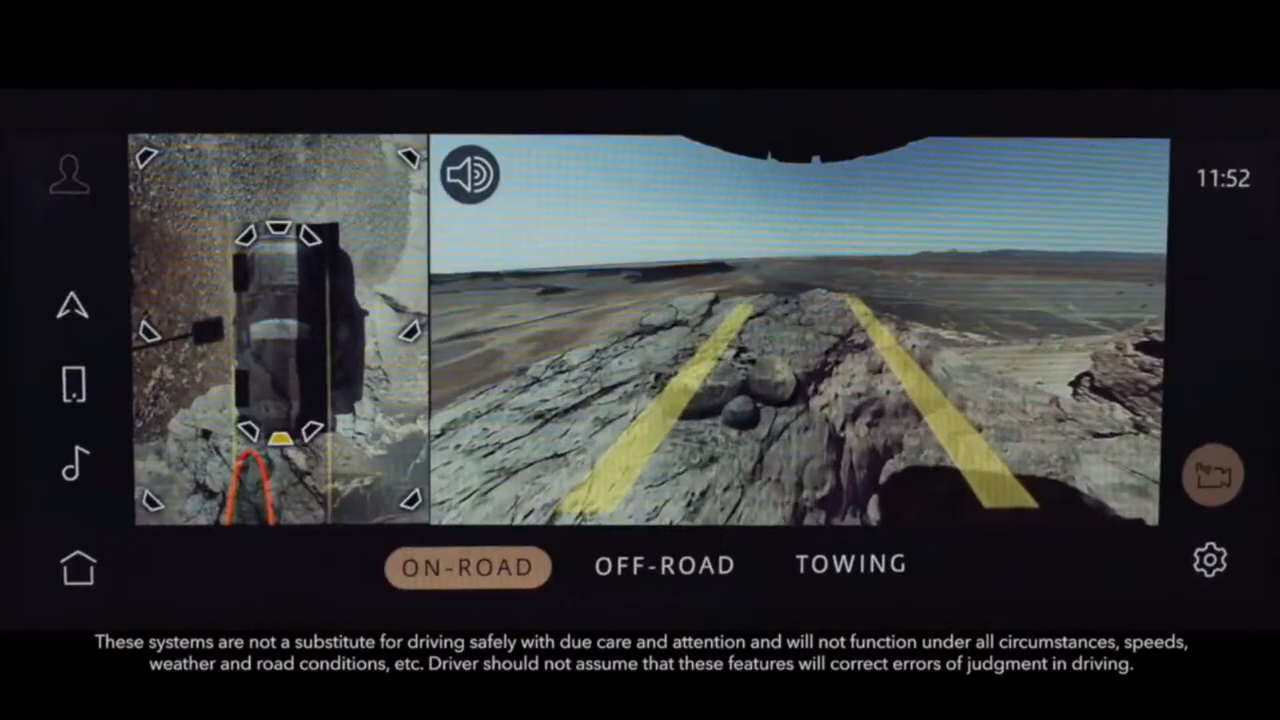 11:52
ON-ROAD
OFF-ROAD
TOWING
These systems are not a substitute for driving safely with due care and attention and will not function under all circumstances, speeds,
weather and road conditions, etc. Driver should not assume that these features will correct errors of judgment in driving.